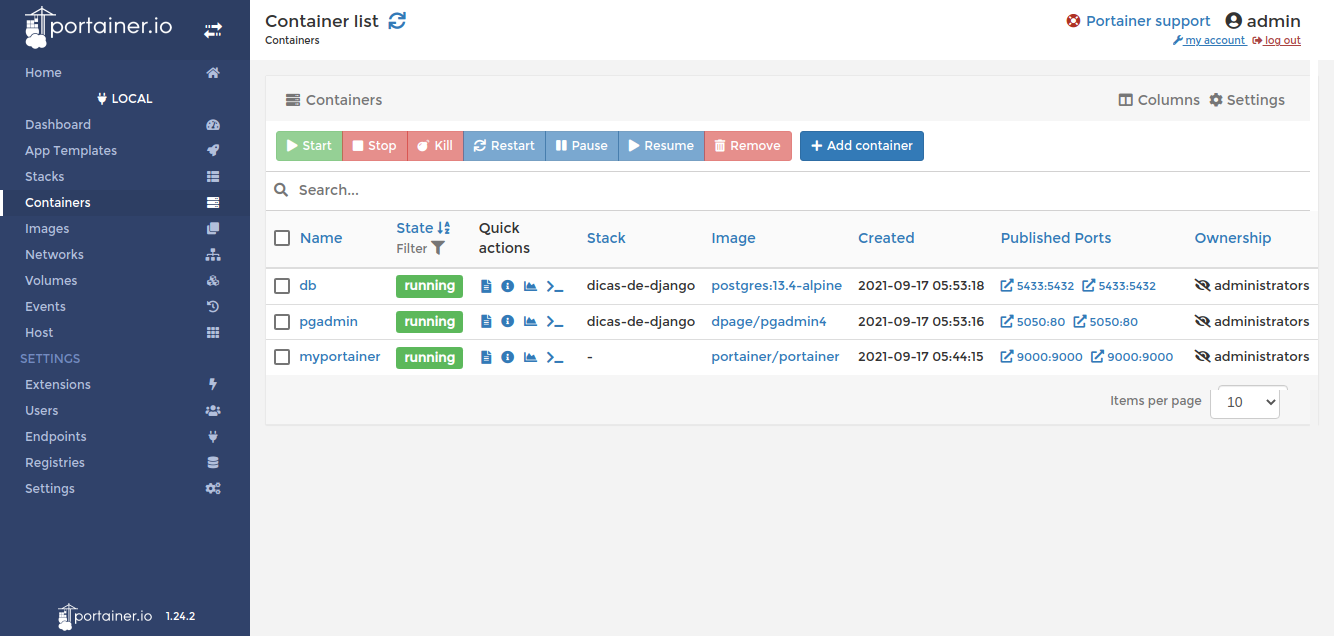 portainer.io
Container list
Containers
Portainer support admin
my account log out
Home
LOCAL
Dashboard
App Templates
Stacks
Containers
Images
Networks
Volumes
Events
Host
SETTINGS
Extensions
Users
Endpoints
Registries
Settings
portainer.io 1.24.2
Containers Columns Settings
Start Stop Kill Restart Pause Resume Remove Add container
Search...
Name State Filter Quick actions Stack Image Created Published Ports Ownership
db running >_ dicas-de-django postgres:13.4-alpine 2021-09-17 05:53:18 5433:5432 5433:5432 administrators
pgadmin running >_ dicas-de-django dpage/pgadmin4 2021-09-17 05:53:16 5050:80 5050:80 administrators
myportainer running >_ - portainer/portainer 2021-09-17 05:44:15 9000:9000 9000:9000 administrators
Items per page 10